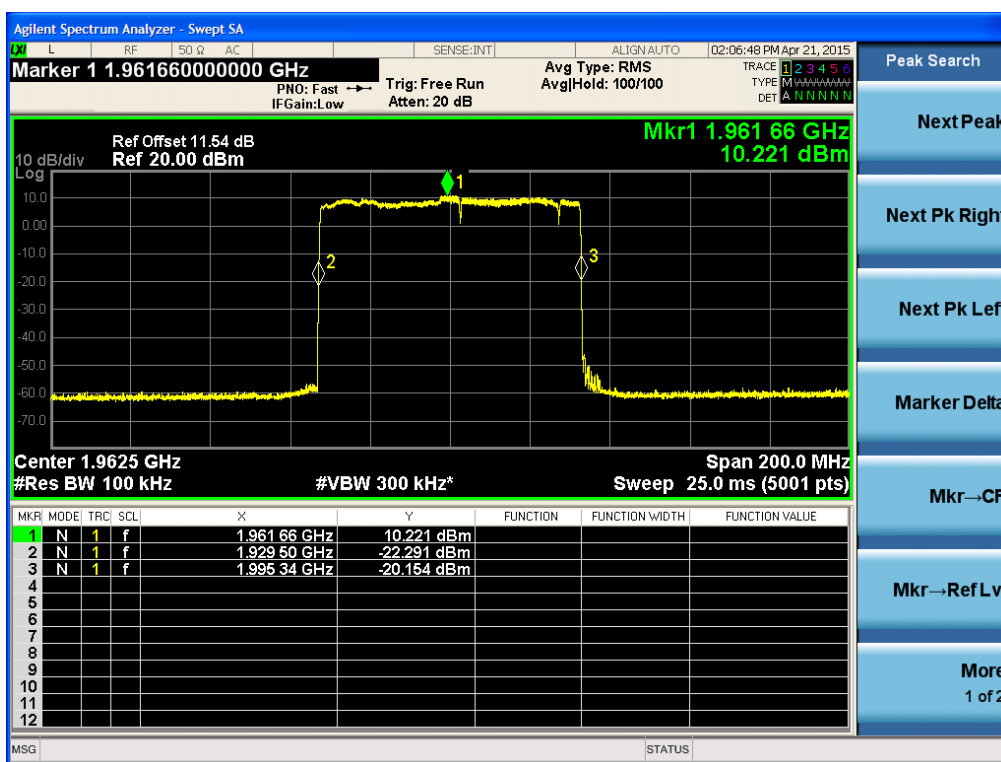 Agilent Spectrum Analyzer - Swept SA
LXI L RF 50 Ω AC SENSE:INT ALIGN AUTO 02:06:48 PM Apr 21, 2015
Marker 1 1.961660000000 GHz
PNO: Fast
IFGain:Low
Trig: Free Run
Atten: 20 dB
Avg Type: RMS
Avg|Hold: 100/100
TRACE 1 2 3 4 5 6
TYPE M W W W W W
DET A N N N N N
Peak Search
Next Peak
Next Pk Right
Next Pk Left
Marker Delta
Mkr→CF
Mkr→Ref Lv
More
1 of 2
Mkr1 1.961 66 GHz
10.221 dBm
Ref Offset 11.54 dB
10 dB/div Ref 20.00 dBm
Log
10.0
0.00
-10.0
-20.0
-30.0
-40.0
-50.0
-60.0
-70.0
1
2
3
Center 1.9625 GHz Span 200.0 MHz
#Res BW 100 kHz #VBW 300 kHz* Sweep 25.0 ms (5001 pts)
MKR MODE TRC SCL X Y FUNCTION FUNCTION WIDTH FUNCTION VALUE
1 N 1 f 1.961 66 GHz 10.221 dBm
2 N 1 f 1.929 50 GHz -22.291 dBm
3 N 1 f 1.995 34 GHz -20.154 dBm
4
5
6
7
8
9
10
11
12
MSG STATUS